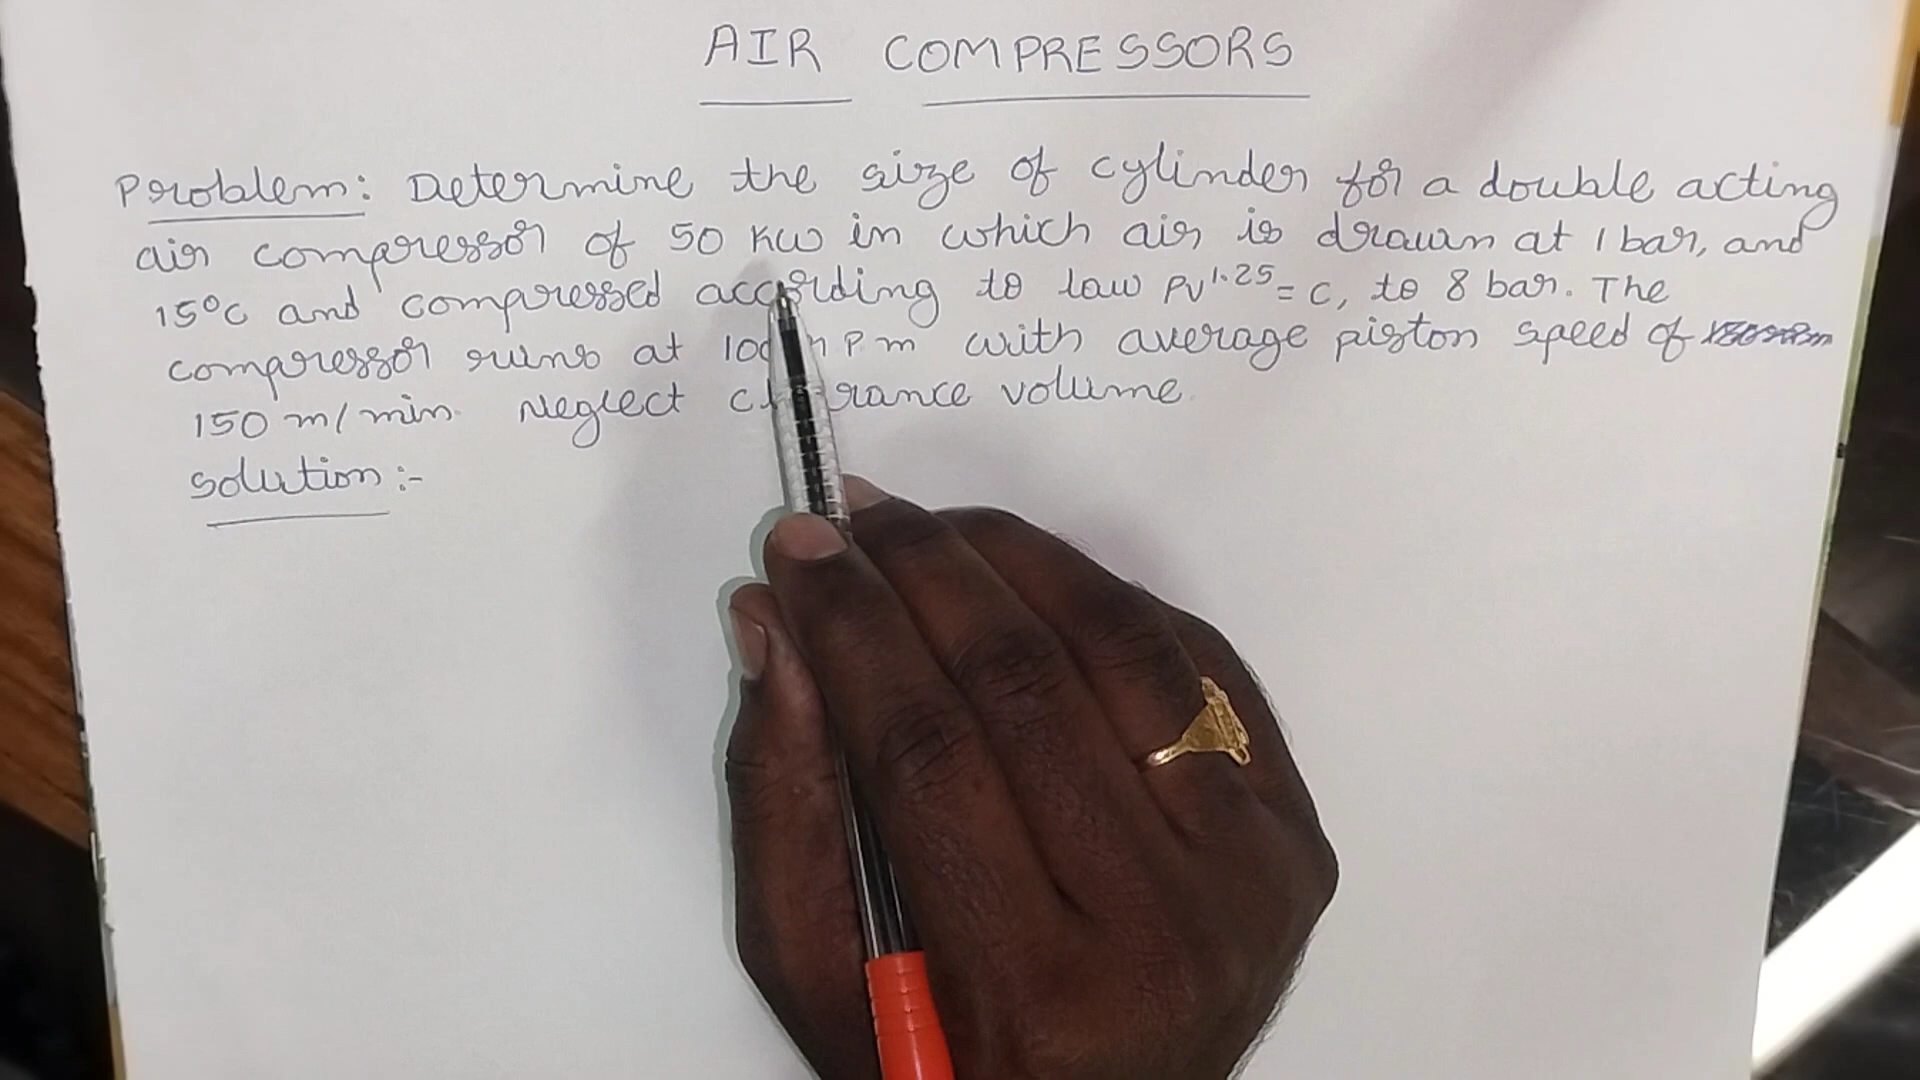 AIR COMPRESSORS
Problem: Determine the size of cylinder for a double acting
air compressor of 50 KW in which air is drawn at 1 bar, and
15°C and compressed according to law PV^1.25 = C, to 8 bar. The
compressor runs at rpm with average piston speed of
150 m/min. Neglect volume.
Solution:-